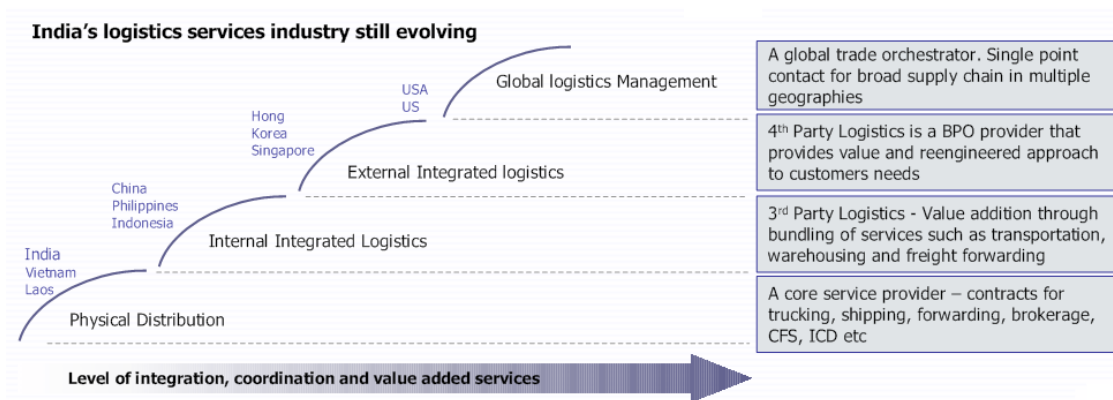 India's logistics services industry still evolving
Global logistics Management
A global trade orchestrator. Single point
contact for broad supply chain in multiple
geographies
USA
US
External Integrated logistics
4th Party Logistics is a BPO provider that
provides value and reengineered approach
to customers needs
Hong
Korea
Singapore
Internal Integrated Logistics
3rd Party Logistics - Value addition through
bundling of services such as transportation,
warehousing and freight forwarding
China
Philippines
Indonesia
Physical Distribution
A core service provider – contracts for
trucking, shipping, forwarding, brokerage,
CFS, ICD etc
India
Vietnam
Laos
Level of integration, coordination and value added services